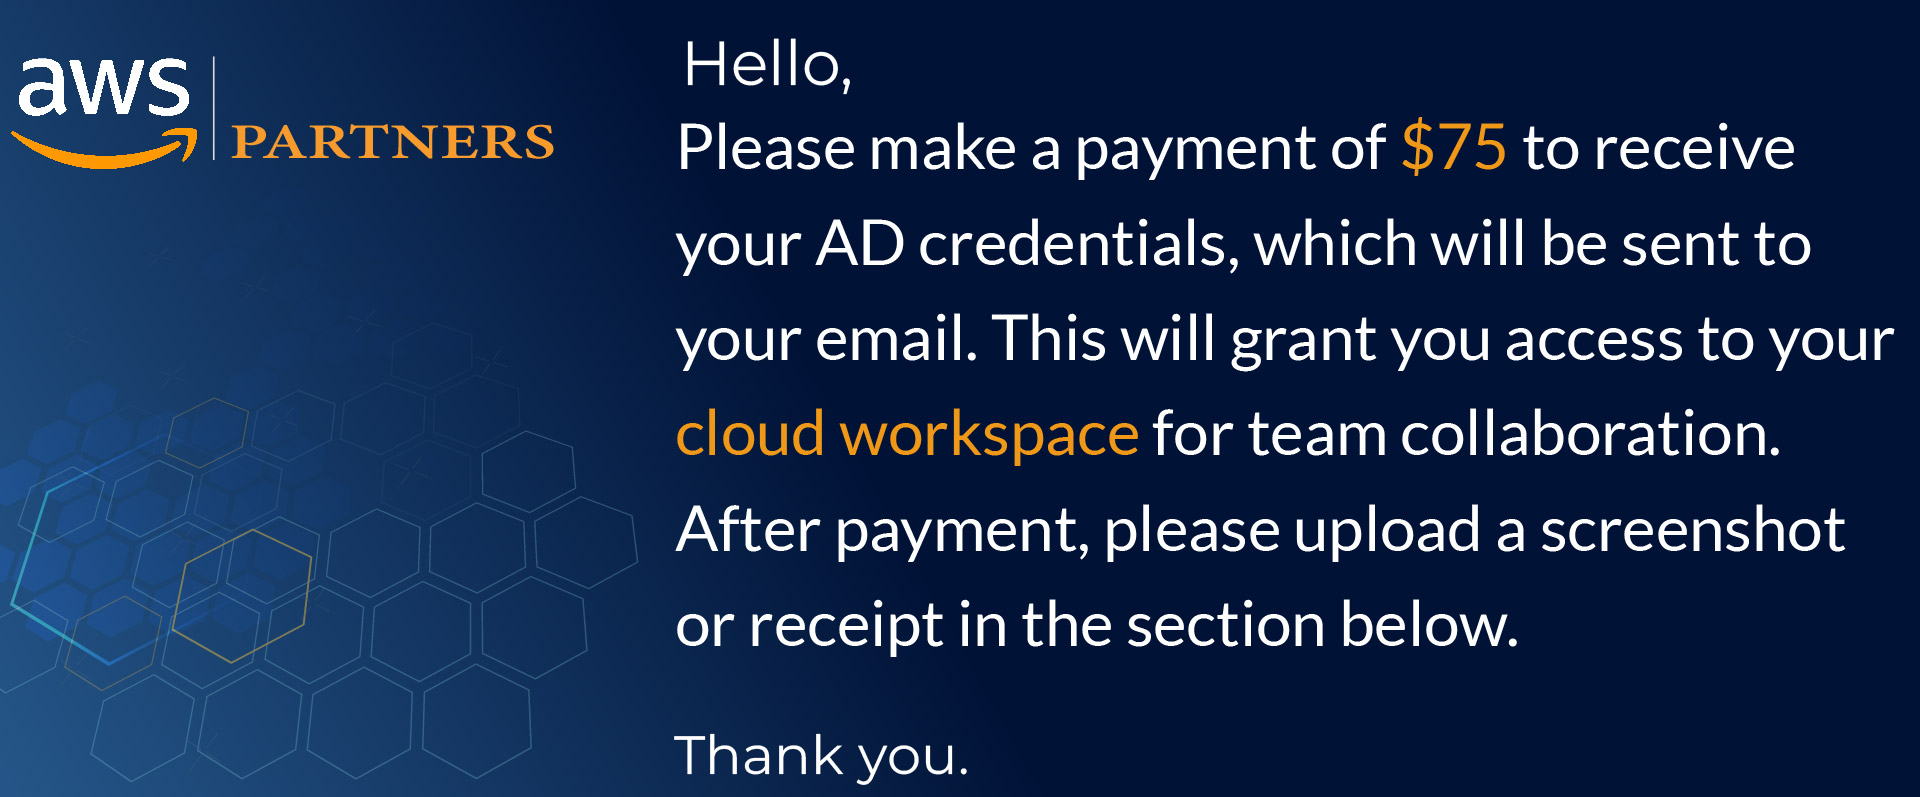 aws
PARTNERS
Hello,
Please make a payment of $75 to receive
your AD credentials, which will be sent to
your email. This will grant you access to your
cloud workspace for team collaboration.
After payment, please upload a screenshot
or receipt in the section below.
Thank you.